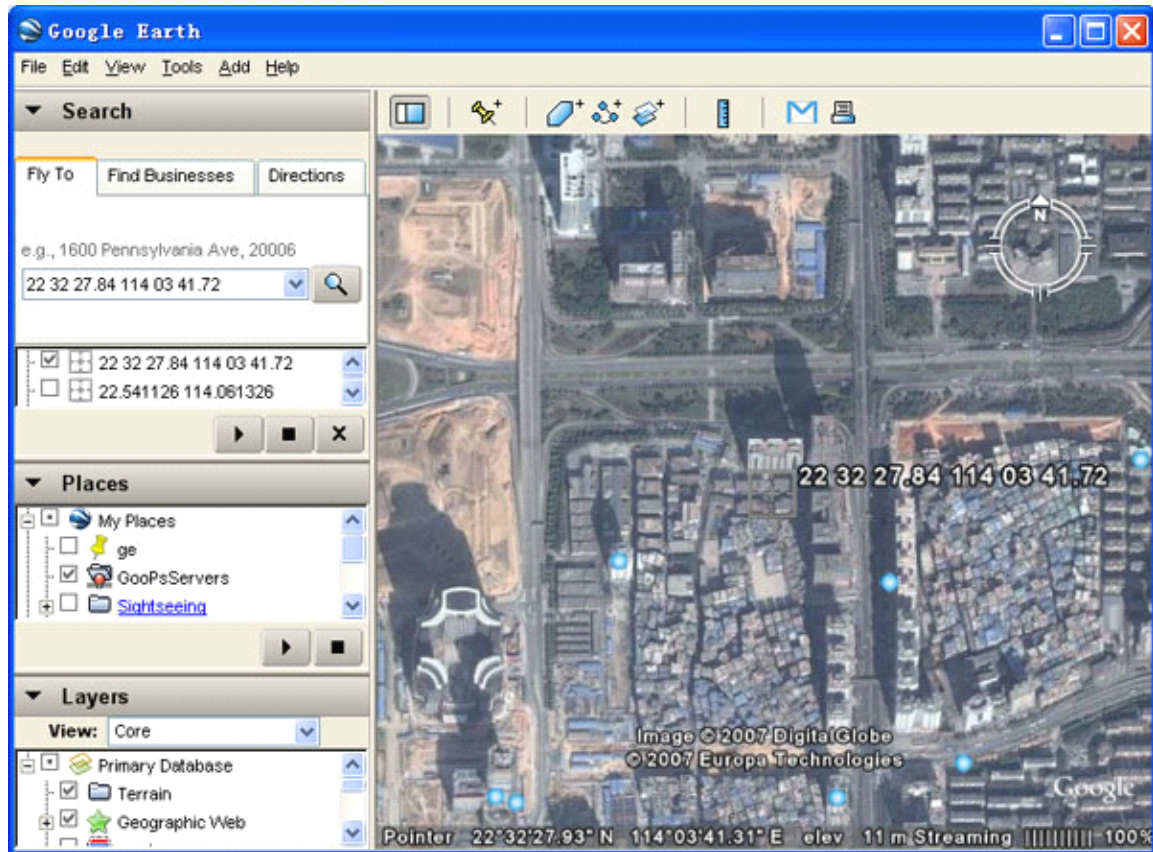 Google Earth
File Edit View Tools Add Help
Search
Fly To Find Businesses Directions
e.g., 1600 Pennsylvania Ave, 20006
22 32 27.84 114 03 41.72
22 32 27.84 114 03 41.72
22.541126 114.061326
Places
My Places
ge
GooPsServers
Sightseeing
Layers
View: Core
Primary Database
Terrain
Geographic Web
N
22 32 27.84 114 03 41.72
Image © 2007 DigitalGlobe
© 2007 Europa Technologies
Google
Pointer 22°32'27.93" N 114°03'41.31" E elev 11 m Streaming |||||||||| 100%